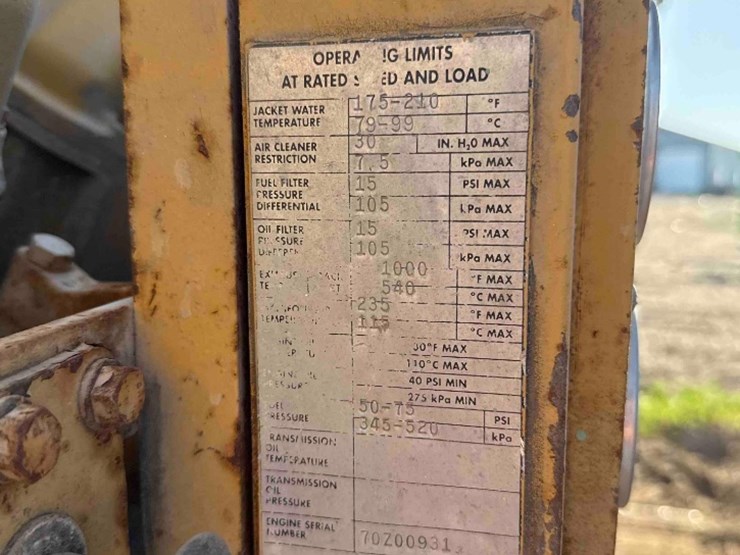 OPERA IG LIMITS
AT RATED S ED AND LOAD
JACKET WATER 175-210 °F
TEMPERATURE 79-99 °C
AIR CLEANER 30 IN. H₂O MAX
RESTRICTION 7.5 kPa MAX
FUEL FILTER 15 PSI MAX
PRESSURE
DIFFERENTIAL 105 kPa MAX
OIL FILTER 15 PSI MAX
PRESSURE 105 kPa MAX
1000 °F MAX
540 °C MAX
235 °F MAX
115 °C MAX
30°F MAX
110°C MAX
40 PSI MIN
275 kPa MIN
50-75 PSI
PRESSURE 345-520 kPa
TRANSMISSION
OIL
TEMPERATURE
TRANSMISSION
OIL
PRESSURE
ENGINE SERIAL
NUMBER 70Z00931